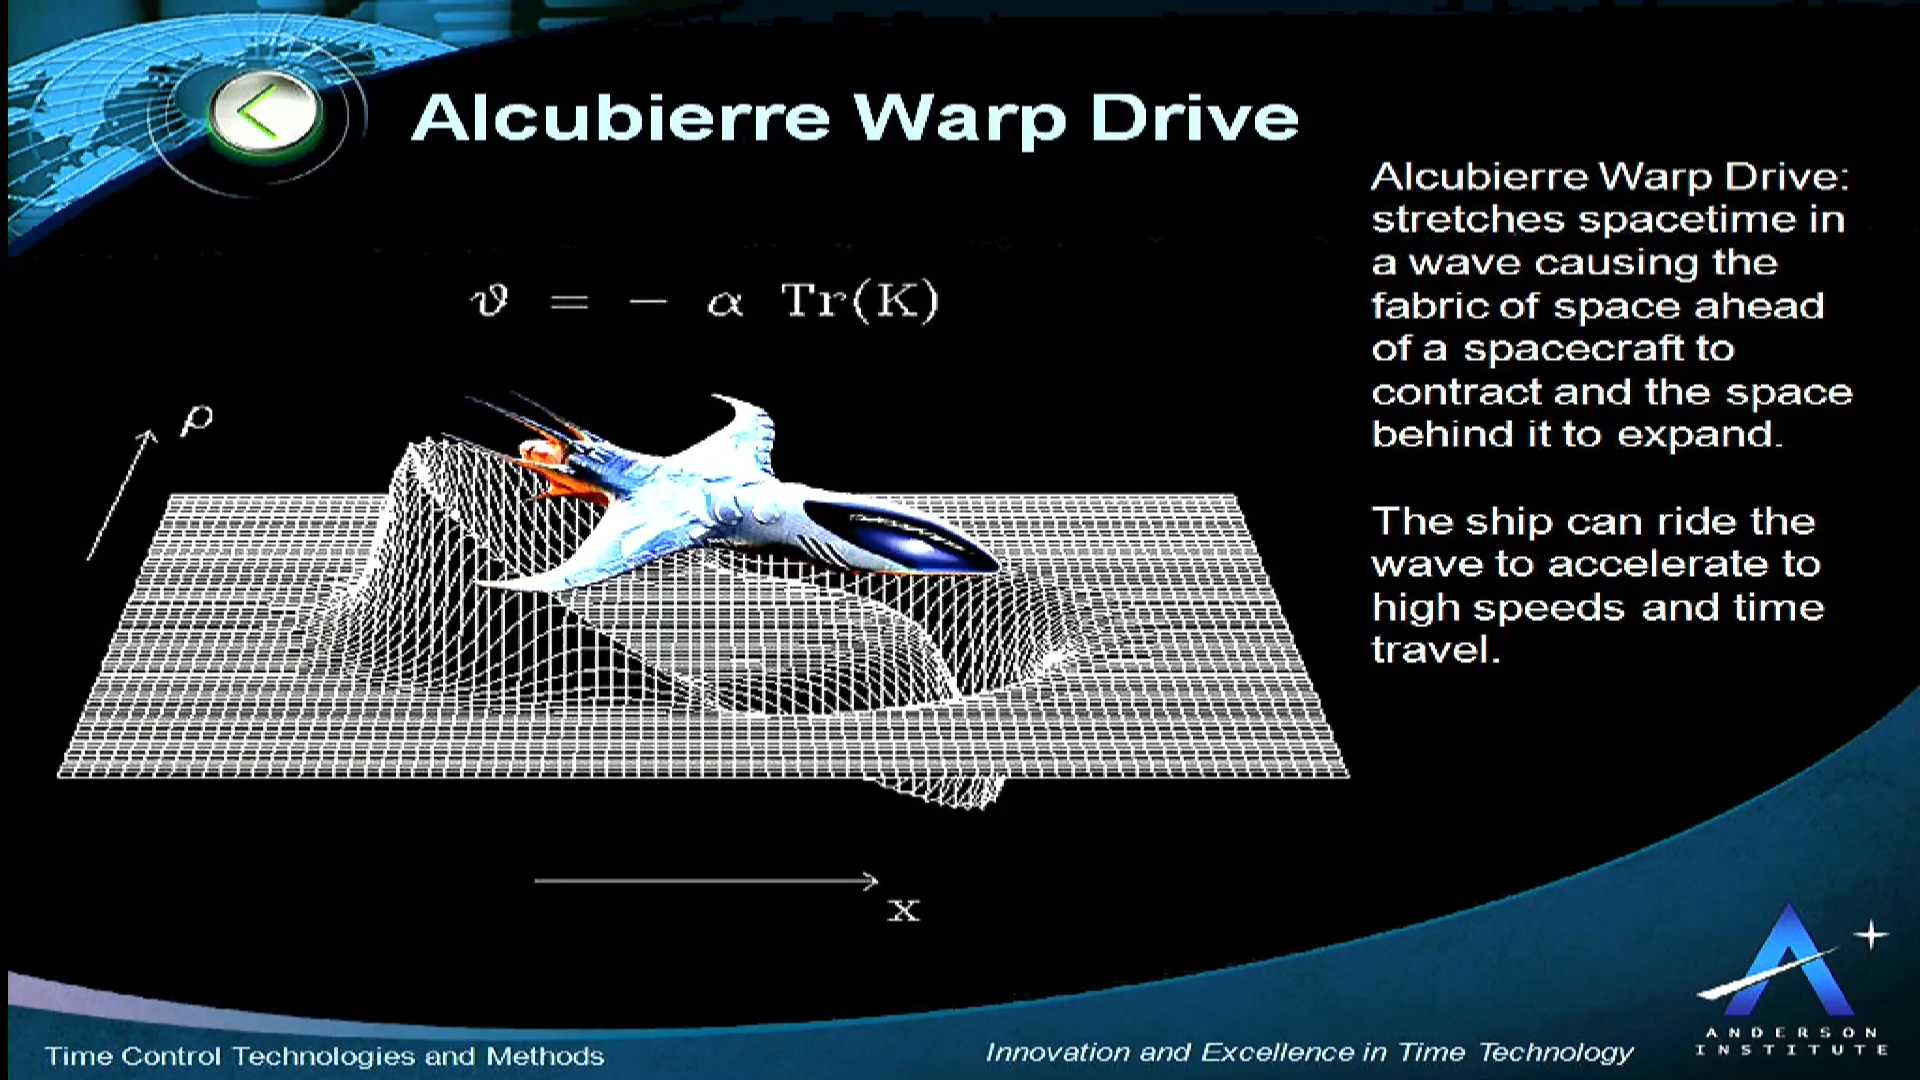 Alcubierre Warp Drive
ϑ = − α Tr(K)
ρ
x
Alcubierre Warp Drive:
stretches spacetime in
a wave causing the
fabric of space ahead
of a spacecraft to
contract and the space
behind it to expand.
The ship can ride the
wave to accelerate to
high speeds and time
travel.
Time Control Technologies and Methods
Innovation and Excellence in Time Technology
ANDERSON
INSTITUTE